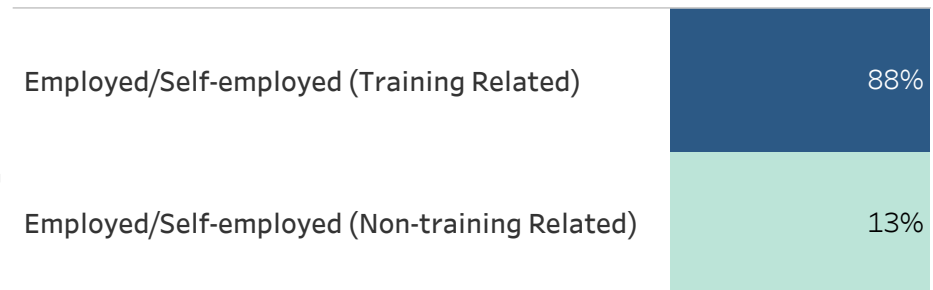 Employed/Self-employed (Training Related) 88%
Employed/Self-employed (Non-training Related) 13%